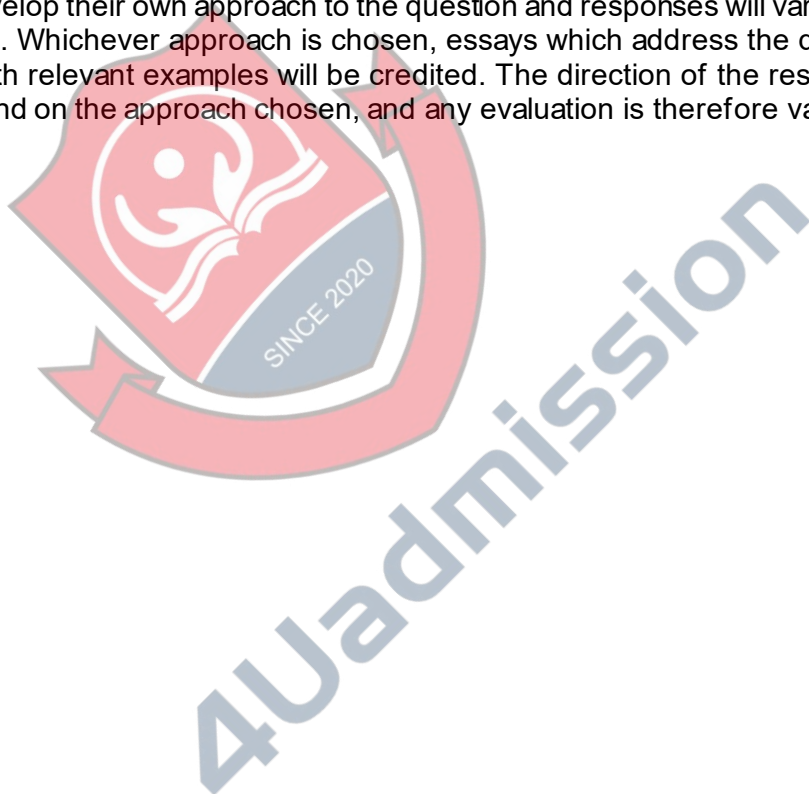 velop their own approach to the question and responses will var
. Whichever approach is chosen, essays which address the
th relevant examples will be credited. The direction of the res
nd on the approach chosen, and any evaluation is therefore va
SINCE 2020
4Uadmission